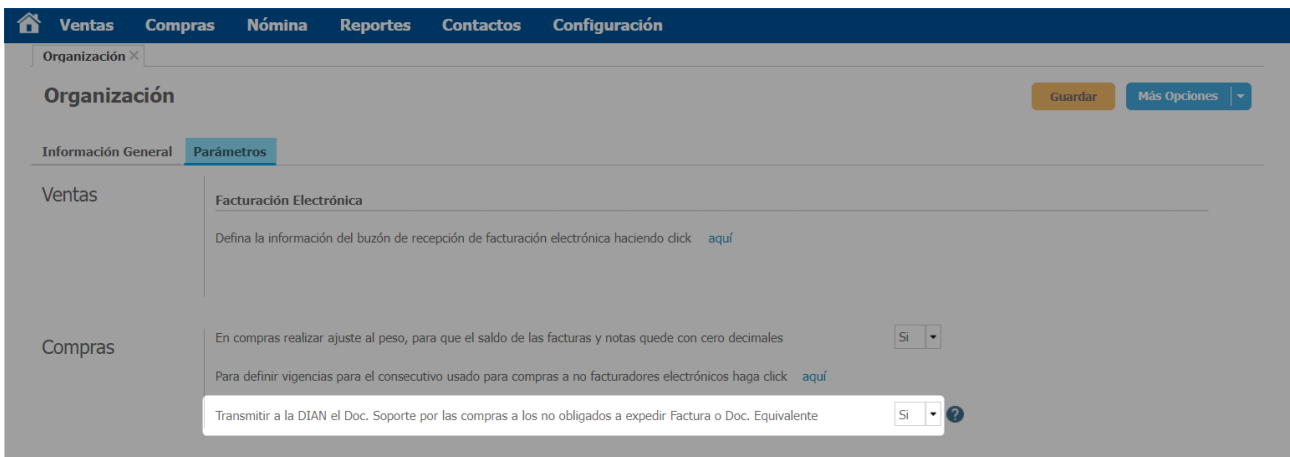 Ventas Compras Nómina Reportes Contactos Configuración
Organización
Organización
Guardar Más Opciones
Información General Parámetros
Ventas
Facturación Electrónica
Defina la información del buzón de recepción de facturación electrónica haciendo click aquí
Compras
En compras realizar ajuste al peso, para que el saldo de las facturas y notas quede con cero decimales Si
Para definir vigencias para el consecutivo usado para compras a no facturadores electrónicos haga click aquí
Transmitir a la DIAN el Doc. Soporte por las compras a los no obligados a expedir Factura o Doc. Equivalente Si ?